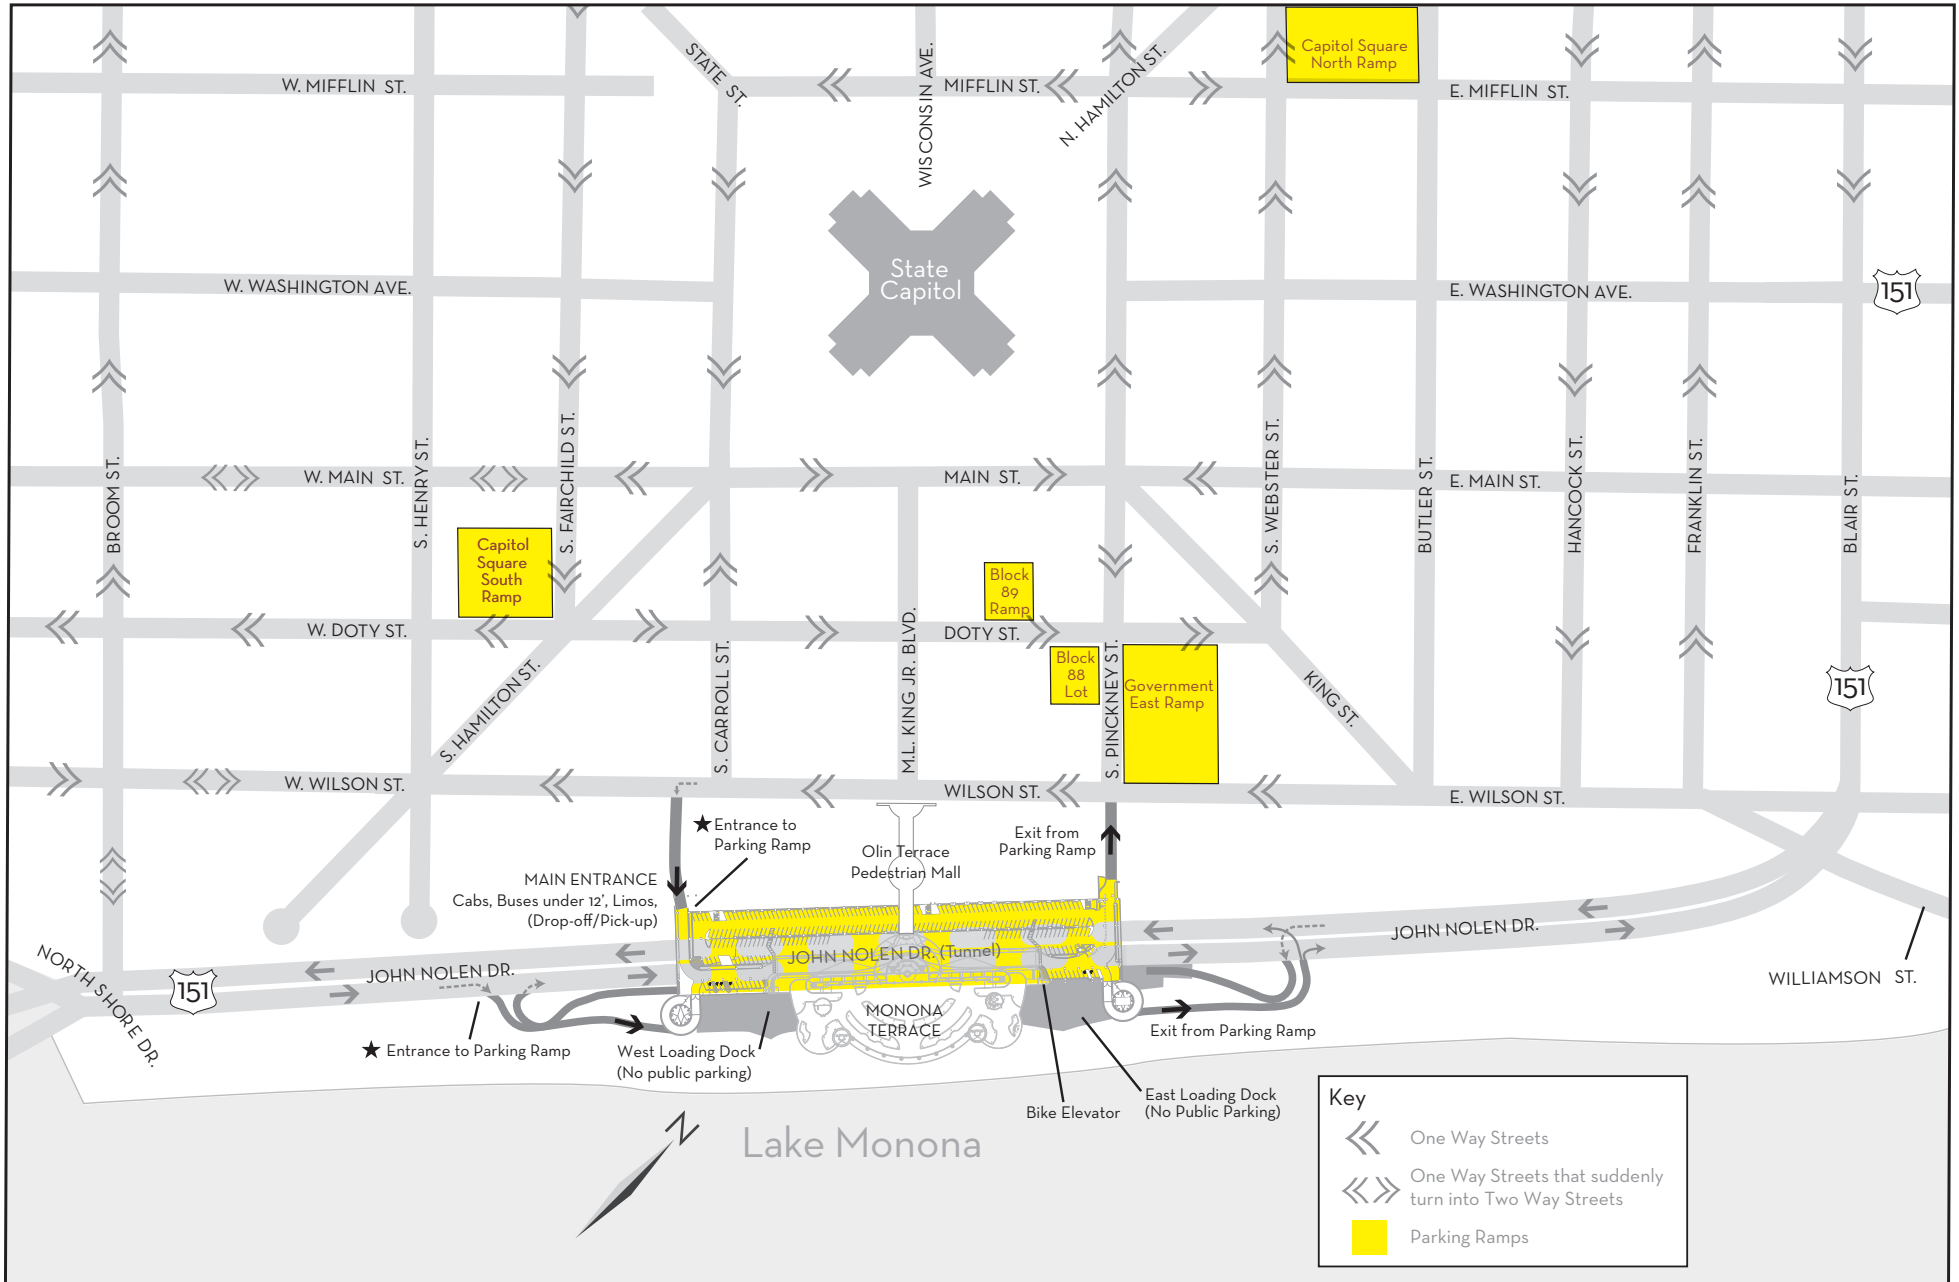 STATE ST.
WISCONSIN AVE.
N. HAMILTON ST.
Capitol Square
North Ramp
W. MIFFLIN ST.
MIFFLIN ST.
E. MIFFLIN ST.
State
Capitol
W. WASHINGTON AVE.
E. WASHINGTON AVE.
151
BROOM ST.
S. HENRY ST.
S. FAIRCHILD ST.
S. WEBSTER ST.
BUTLER ST.
HANCOCK ST.
FRANKLIN ST.
BLAIR ST.
W. MAIN ST.
MAIN ST.
E. MAIN ST.
Capitol
Square
South
Ramp
Block
89
Ramp
W. DOTY ST.
DOTY ST.
S. HAMILTON ST.
S. CARROLL ST.
M.L. KING JR. BLVD.
Block
88
Lot
S. PINCKNEY ST.
Government
East Ramp
KING ST.
151
W. WILSON ST.
WILSON ST.
E. WILSON ST.
Entrance to
Parking Ramp
Olin Terrace
Pedestrian Mall
Exit from
Parking Ramp
MAIN ENTRANCE
Cabs, Buses under 12', Limos,
(Drop-off/Pick-up)
NORTH SHORE DR.
151
JOHN NOLEN DR.
JOHN NOLEN DR. (Tunnel)
JOHN NOLEN DR.
WILLIAMSON ST.
MONONA
TERRACE
Entrance to Parking Ramp
West Loading Dock
(No public parking)
Exit from Parking Ramp
Bike Elevator
East Loading Dock
(No Public Parking)
N
Lake Monona
Key
One Way Streets
One Way Streets that suddenly
turn into Two Way Streets
Parking Ramps